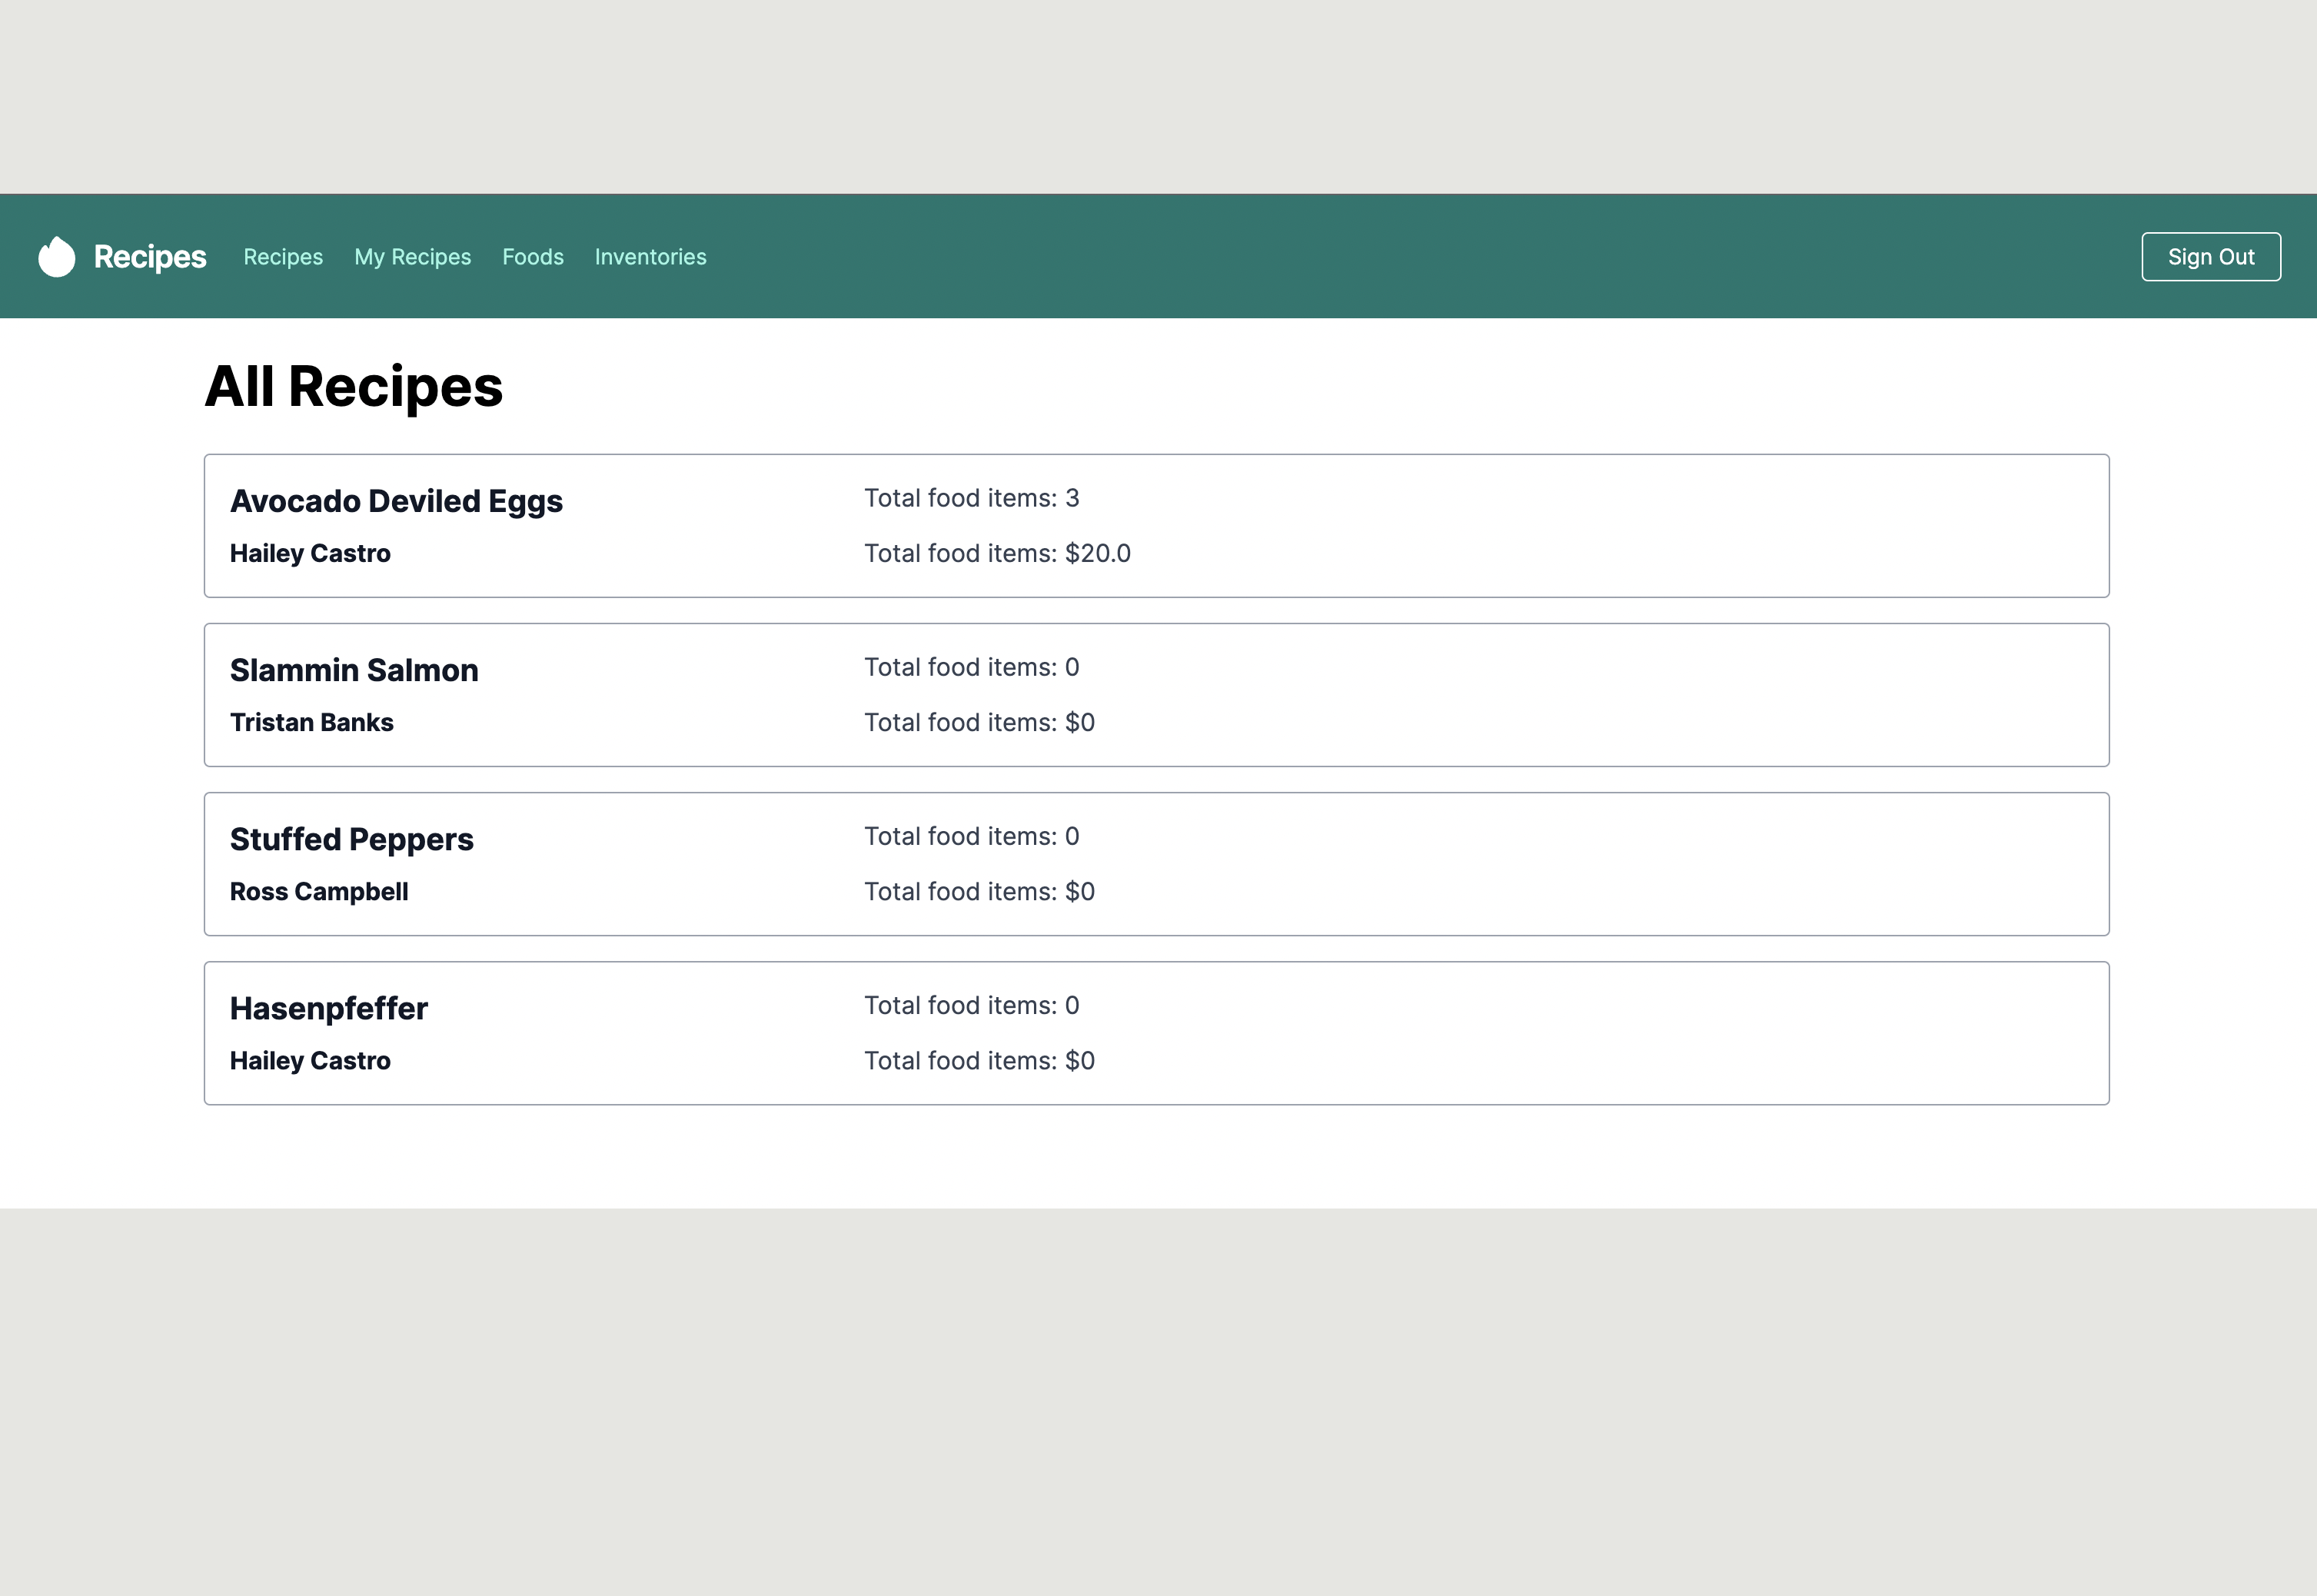 Recipes Recipes My Recipes Foods Inventories Sign Out
All Recipes
Avocado Deviled Eggs Total food items: 3
Hailey Castro Total food items: $20.0
Slammin Salmon Total food items: 0
Tristan Banks Total food items: $0
Stuffed Peppers Total food items: 0
Ross Campbell Total food items: $0
Hasenpfeffer Total food items: 0
Hailey Castro Total food items: $0